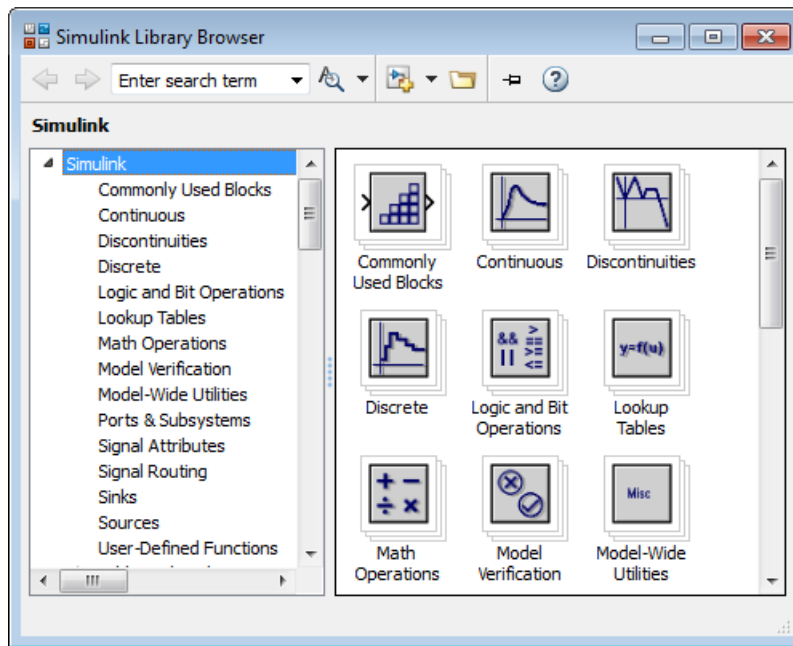 Simulink Library Browser
Enter search term
Simulink
Simulink
Commonly Used Blocks
Continuous
Discontinuities
Discrete
Logic and Bit Operations
Lookup Tables
Math Operations
Model Verification
Model-Wide Utilities
Ports & Subsystems
Signal Attributes
Signal Routing
Sinks
Sources
User-Defined Functions
Commonly
Used Blocks
Continuous
Discontinuities
&& > ==
|| >= <=
y=f(u)
Discrete
Logic and Bit
Operations
Lookup
Tables
+ −
÷ ×
Misc
Math
Operations
Model
Verification
Model-Wide
Utilities